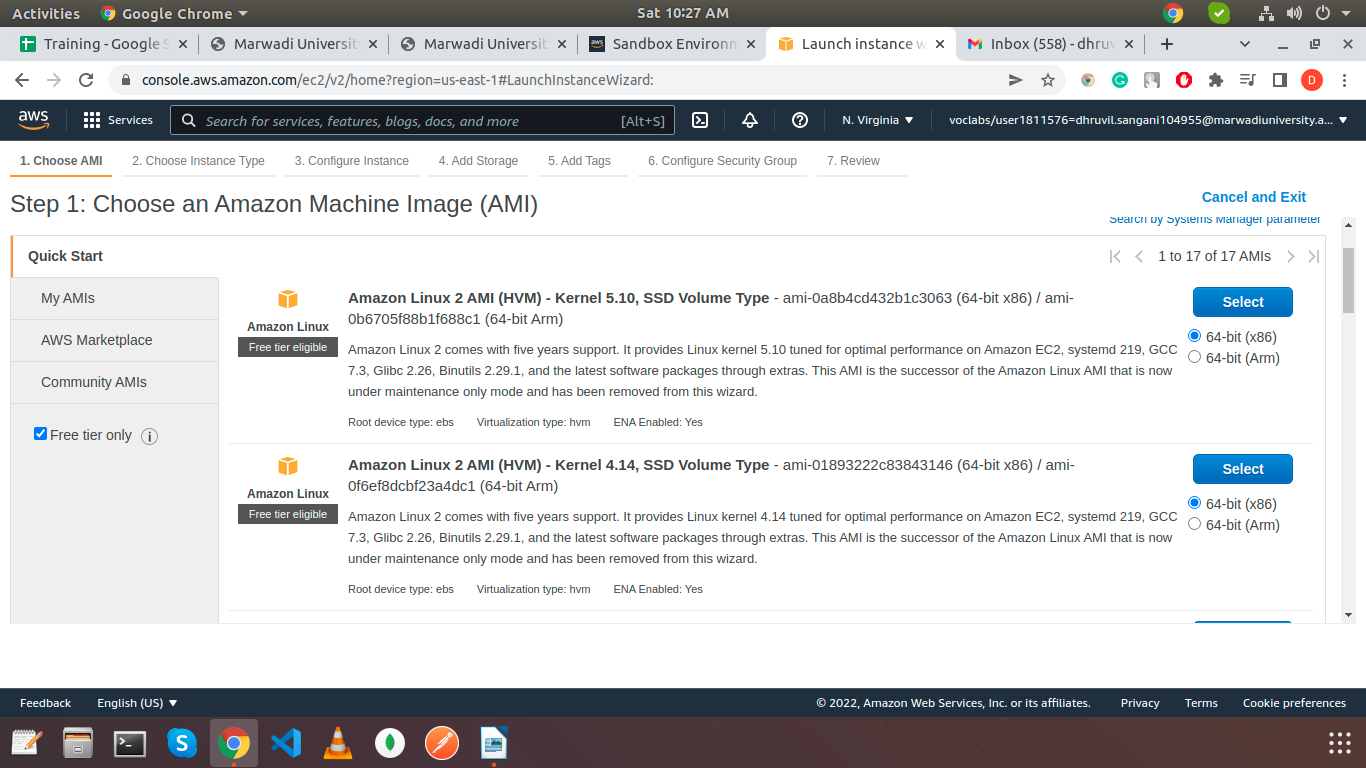 Activities
Google Chrome
Sat 10:27 AM
Training - Google S
Marwadi Universit
Marwadi Universit
Sandbox Environm
Launch instance w
Inbox (558) - dhruv
console.aws.amazon.com/ec2/v2/home?region=us-east-1#LaunchInstanceWizard:
D
aws
Services
Search for services, features, blogs, docs, and more
[Alt+S]
N. Virginia
voclabs/user1811576=dhruvil.sangani104955@marwadiuniversity.a...
1. Choose AMI
2. Choose Instance Type
3. Configure Instance
4. Add Storage
5. Add Tags
6. Configure Security Group
7. Review
Step 1: Choose an Amazon Machine Image (AMI)
Cancel and Exit
Search by Systems Manager parameter
Quick Start
1 to 17 of 17 AMIs
My AMIs
AWS Marketplace
Community AMIs
Free tier only
Amazon Linux
Free tier eligible
Amazon Linux 2 AMI (HVM) - Kernel 5.10, SSD Volume Type - ami-0a8b4cd432b1c3063 (64-bit x86) / ami-
0b6705f88b1f688c1 (64-bit Arm)
Amazon Linux 2 comes with five years support. It provides Linux kernel 5.10 tuned for optimal performance on Amazon EC2, systemd 219, GCC
7.3, Glibc 2.26, Binutils 2.29.1, and the latest software packages through extras. This AMI is the successor of the Amazon Linux AMI that is now
under maintenance only mode and has been removed from this wizard.
Root device type: ebs
Virtualization type: hvm
ENA Enabled: Yes
Select
64-bit (x86)
64-bit (Arm)
Amazon Linux
Free tier eligible
Amazon Linux 2 AMI (HVM) - Kernel 4.14, SSD Volume Type - ami-01893222c83843146 (64-bit x86) / ami-
0f6ef8dcbf23a4dc1 (64-bit Arm)
Amazon Linux 2 comes with five years support. It provides Linux kernel 4.14 tuned for optimal performance on Amazon EC2, systemd 219, GCC
7.3, Glibc 2.26, Binutils 2.29.1, and the latest software packages through extras. This AMI is the successor of the Amazon Linux AMI that is now
under maintenance only mode and has been removed from this wizard.
Root device type: ebs
Virtualization type: hvm
ENA Enabled: Yes
Select
64-bit (x86)
64-bit (Arm)
Feedback
English (US)
© 2022, Amazon Web Services, Inc. or its affiliates.
Privacy
Terms
Cookie preferences